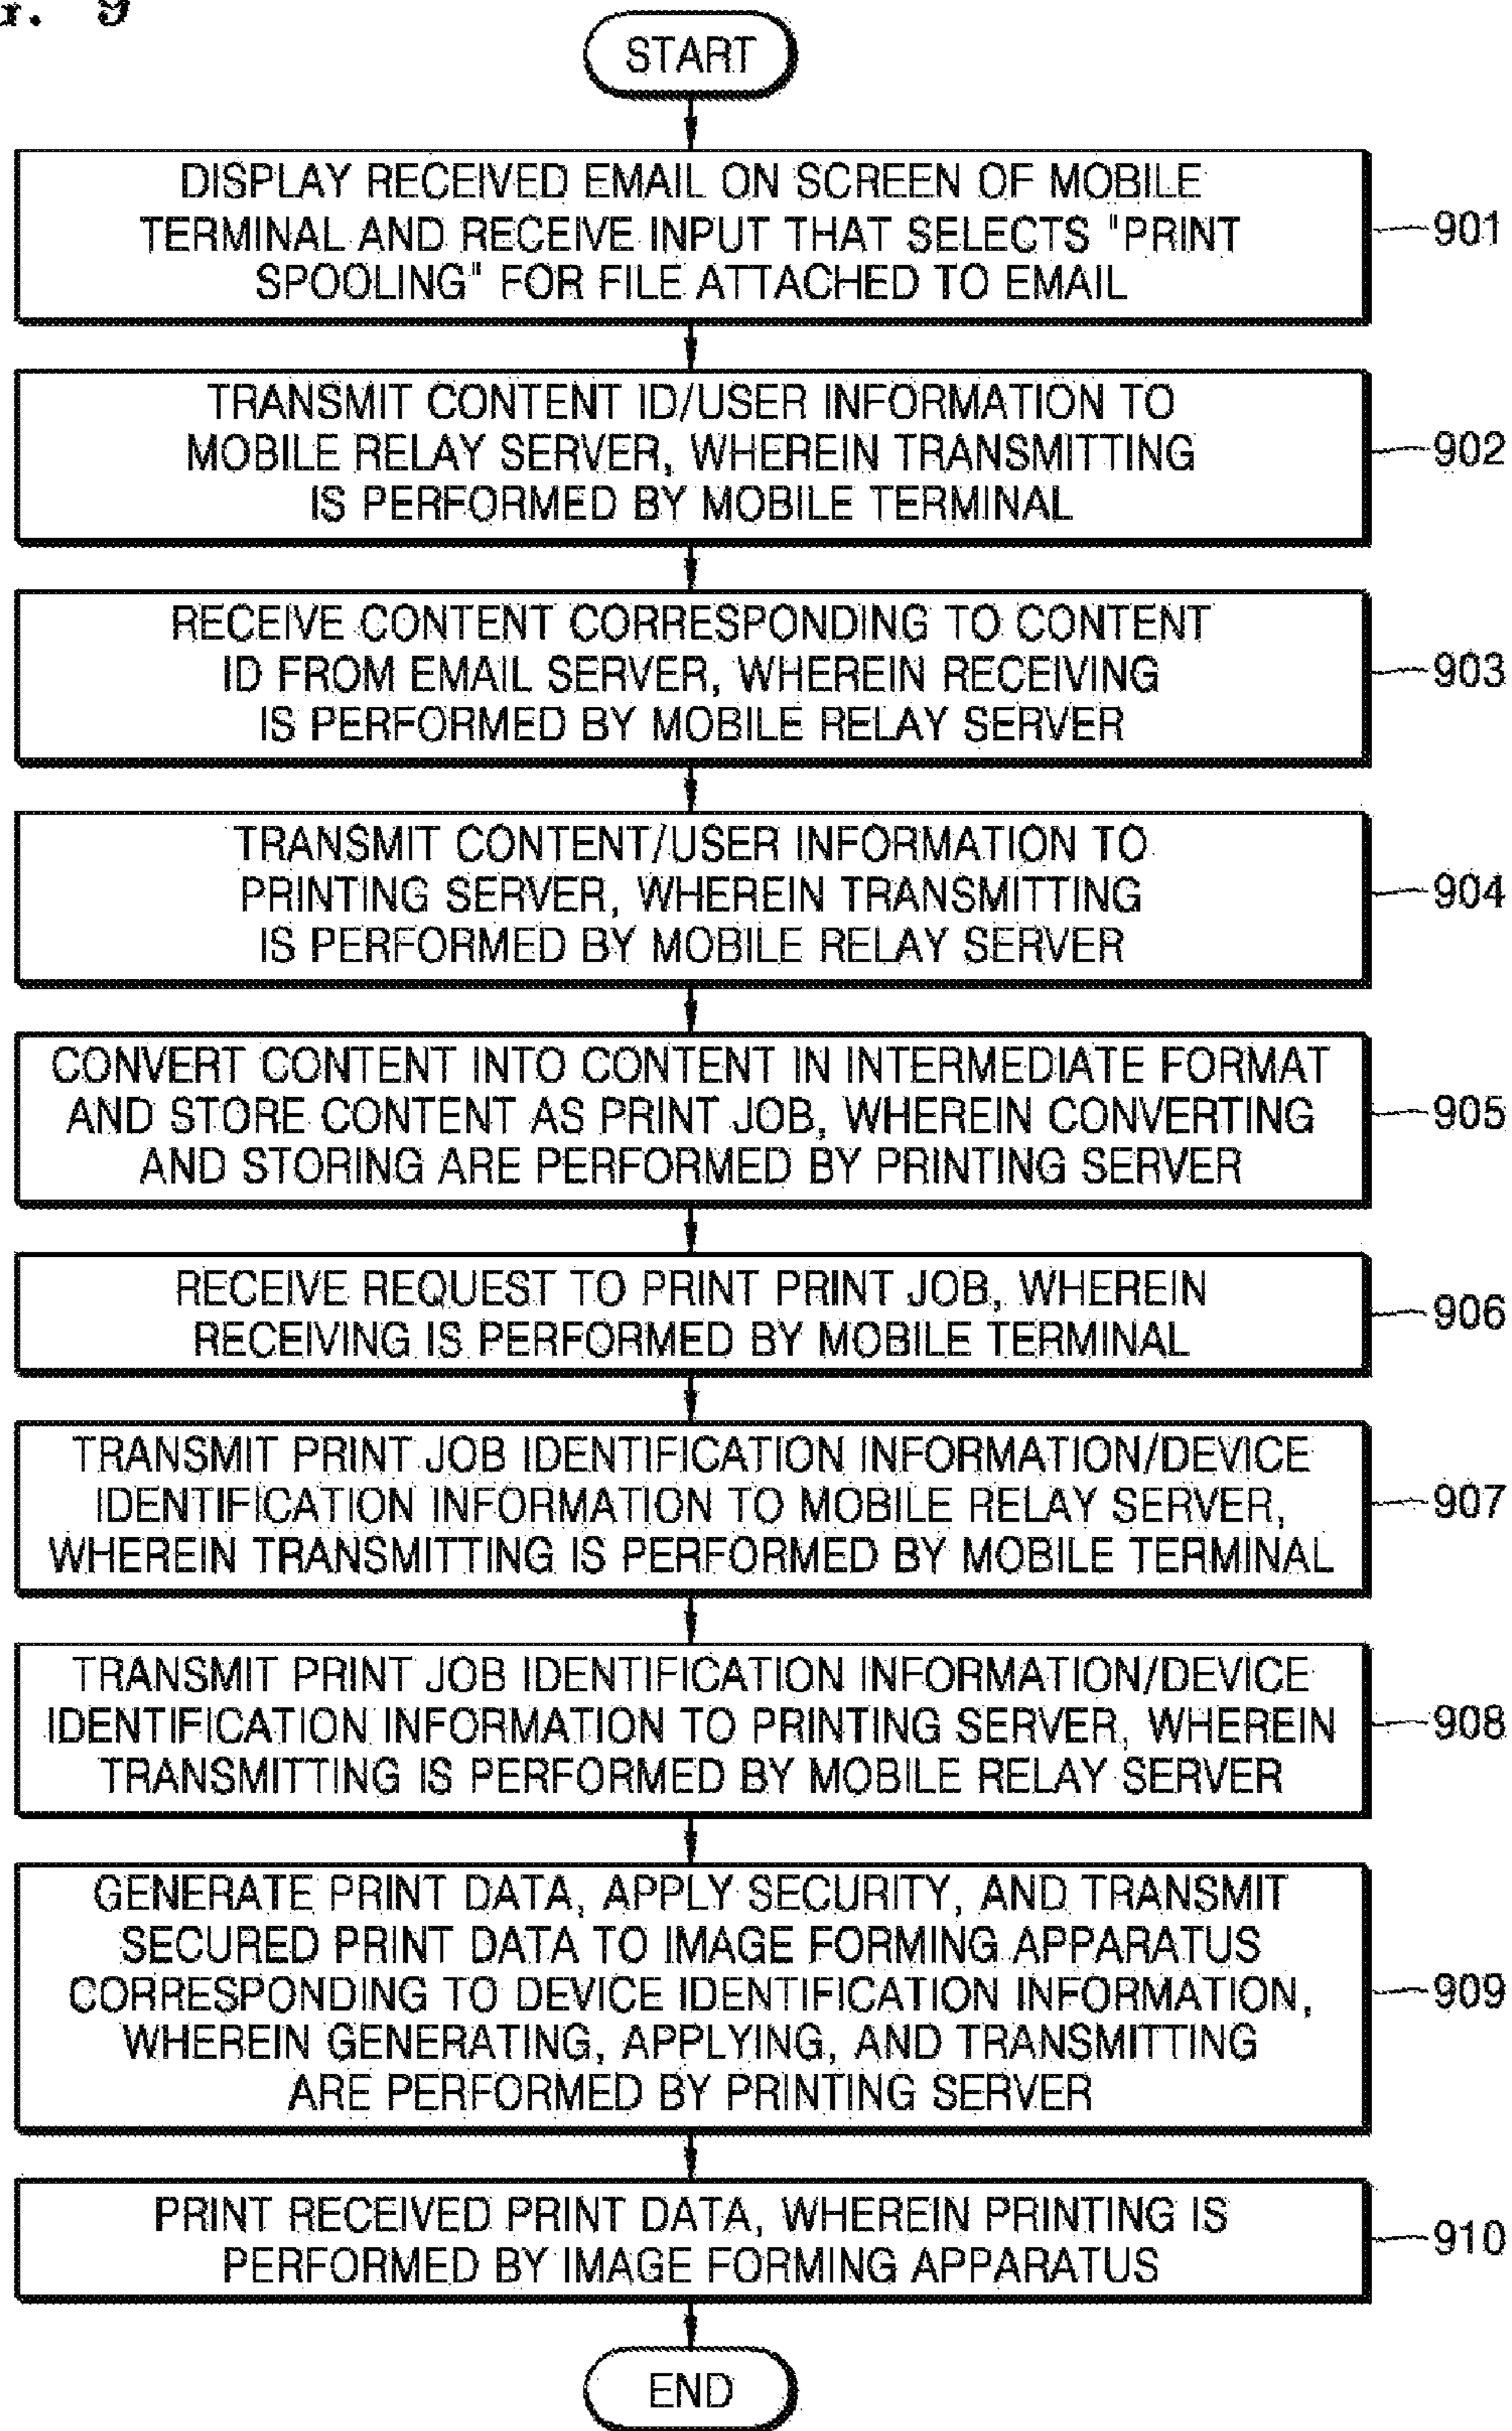 9
START
DISPLAY RECEIVED EMAIL ON SCREEN OF MOBILE
TERMINAL AND RECEIVE INPUT THAT SELECTS "PRINT
SPOOLING" FOR FILE ATTACHED TO EMAIL
901
TRANSMIT CONTENT ID/USER INFORMATION TO
MOBILE RELAY SERVER, WHEREIN TRANSMITTING
IS PERFORMED BY MOBILE TERMINAL
902
RECEIVE CONTENT CORRESPONDING TO CONTENT
ID FROM EMAIL SERVER, WHEREIN RECEIVING
IS PERFORMED BY MOBILE RELAY SERVER
903
TRANSMIT CONTENT/USER INFORMATION TO
PRINTING SERVER, WHEREIN TRANSMITTING
IS PERFORMED BY MOBILE RELAY SERVER
904
CONVERT CONTENT INTO CONTENT IN INTERMEDIATE FORMAT
AND STORE CONTENT AS PRINT JOB, WHEREIN CONVERTING
AND STORING ARE PERFORMED BY PRINTING SERVER
905
RECEIVE REQUEST TO PRINT PRINT JOB, WHEREIN
RECEIVING IS PERFORMED BY MOBILE TERMINAL
906
TRANSMIT PRINT JOB IDENTIFICATION INFORMATION/DEVICE
IDENTIFICATION INFORMATION TO MOBILE RELAY SERVER,
WHEREIN TRANSMITTING IS PERFORMED BY MOBILE TERMINAL
907
TRANSMIT PRINT JOB IDENTIFICATION INFORMATION/DEVICE
IDENTIFICATION INFORMATION TO PRINTING SERVER, WHEREIN
TRANSMITTING IS PERFORMED BY MOBILE RELAY SERVER
908
GENERATE PRINT DATA, APPLY SECURITY, AND TRANSMIT
SECURED PRINT DATA TO IMAGE FORMING APPARATUS
CORRESPONDING TO DEVICE IDENTIFICATION INFORMATION,
WHEREIN GENERATING, APPLYING, AND TRANSMITTING
ARE PERFORMED BY PRINTING SERVER
909
PRINT RECEIVED PRINT DATA, WHEREIN PRINTING IS
PERFORMED BY IMAGE FORMING APPARATUS
910
END